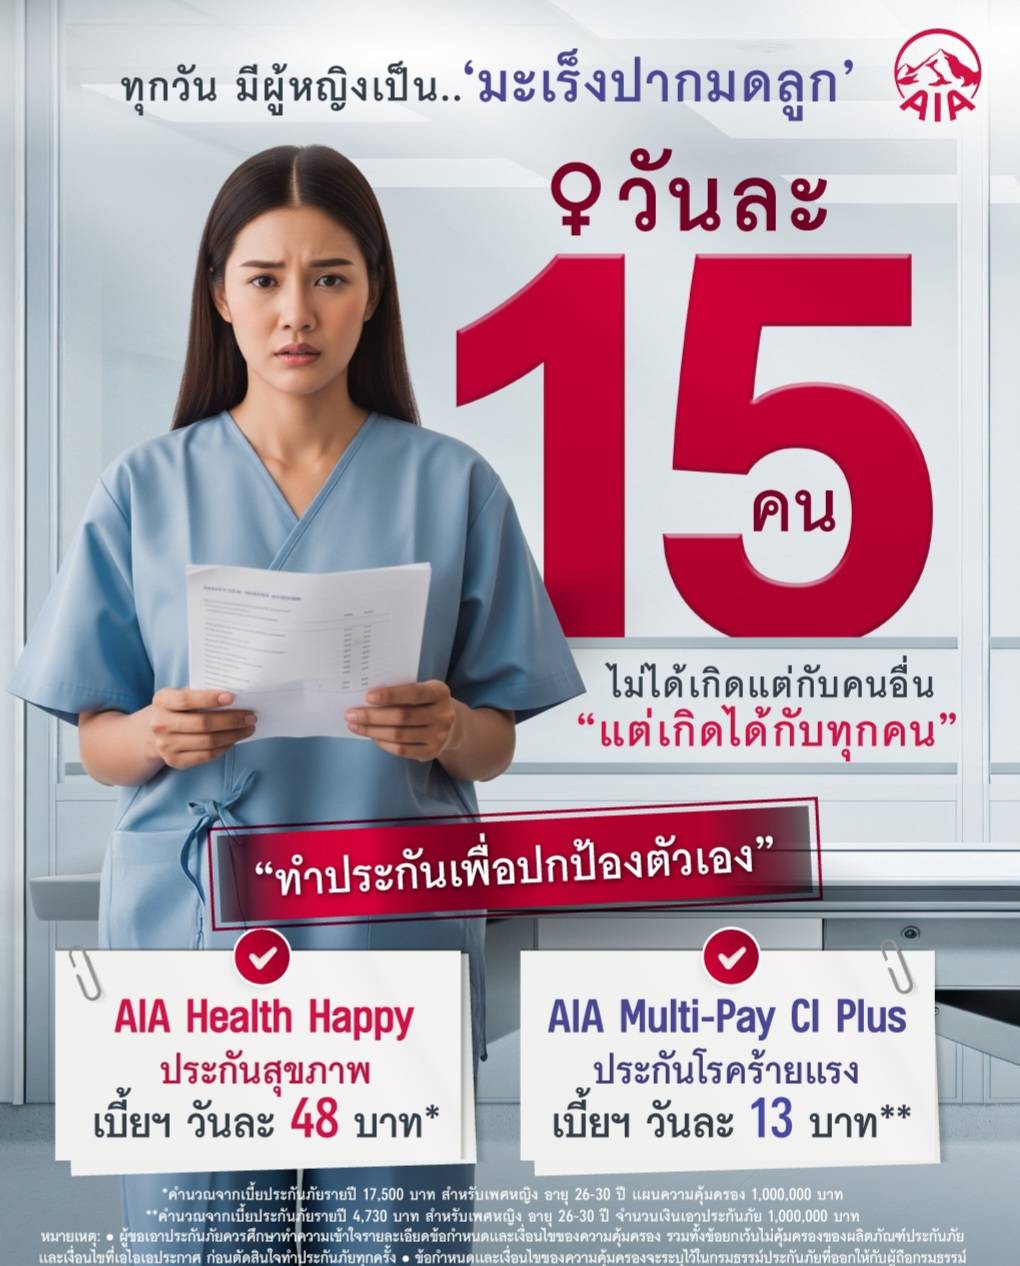 ทุกวัน มีผู้หญิงเป็น..‘มะเร็งปากมดลูก’
AIA
♀วันละ
15
คน
ไม่ได้เกิดแต่กับคนอื่น
“แต่เกิดได้กับทุกคน”
“ทำประกันเพื่อปกป้องตัวเอง”
AIA Health Happy
ประกันสุขภาพ
เบี้ยฯ วันละ 48 บาท*
AIA Multi-Pay CI Plus
ประกันโรคร้ายแรง
เบี้ยฯ วันละ 13 บาท**
*คำนวณจากเบี้ยประกันภัยรายปี 17,500 บาท สำหรับเพศหญิง อายุ 26-30 ปี แผนความคุ้มครอง 1,000,000 บาท
**คำนวณจากเบี้ยประกันภัยรายปี 4,730 บาท สำหรับเพศหญิง อายุ 26-30 ปี จำนวนเงินเอาประกันภัย 1,000,000 บาท
หมายเหตุ: ● ผู้ขอเอาประกันภัยควรศึกษาทำความเข้าใจรายละเอียดข้อกำหนดและเงื่อนไขของความคุ้มครอง รวมทั้งข้อยกเว้นไม่คุ้มครองของผลิตภัณฑ์ประกันภัย
และเงื่อนไขที่เอไอเอประกาศ ก่อนตัดสินใจทำประกันภัยทุกครั้ง ● ข้อกำหนดและเงื่อนไขของความคุ้มครองจะระบุไว้ในกรมธรรม์ประกันภัยที่ออกให้กับผู้ถือกรมธรรม์